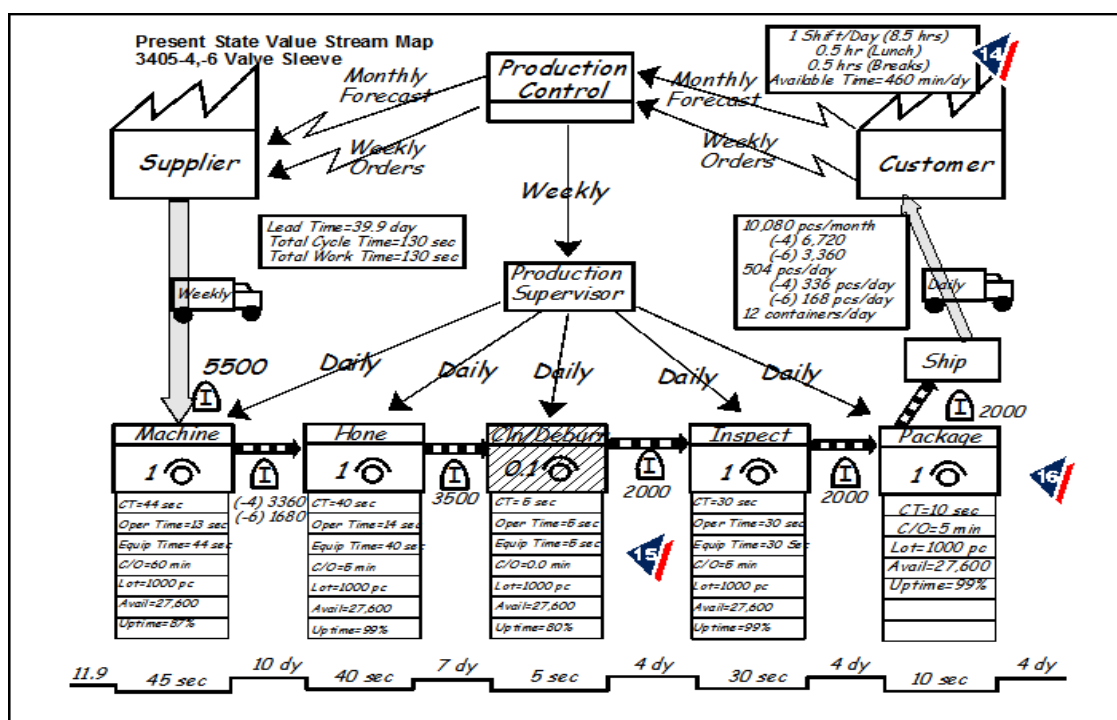 Present State Value Stream Map
3405-4,-6 Valve Sleeve
1 Shift/Day (8.5 hrs)
0.5 hr (Lunch)
0.5 hrs (Breaks)
Available Time=460 min/dy
14
Production
Control
Monthly
Forecast
Monthly
Forecast
Supplier
Weekly
Orders
Weekly
Orders
Customer
Weekly
Lead Time=39.9 day
Total Cycle Time=130 sec
Total Work Time=130 sec
10,080 pcs/month
(-4) 6,720
(-6) 3,360
504 pcs/day
(-4) 336 pcs/day
(-6) 168 pcs/day
12 containers/day
Production
Supervisor
Weekly
Daily
Ship
5500
I
Daily
Daily
Daily
Daily
Daily
I
2000
Machine
1
Hone
1
Cln/Deburr
0.1
Inspect
1
Package
1
I
(-4) 3360
(-6) 1680
I
3500
I
2000
I
2000
16
CT=44 sec
Oper Time=13 sec
Equip Time=44 sec
C/O=60 min
Lot=1000 pc
Avail=27,600
Uptime=87%
CT=40 sec
Oper Time=14 sec
Equip Time=40 sec
C/O=5 min
Lot=1000 pc
Avail=27,600
Uptime=99%
CT= 5 sec
Oper Time=5 sec
Equip Time=5 sec
C/O=0.0 min
Lot=1000 pc
Avail=27,600
Uptime=80%
15
CT=30 sec
Oper Time=30 sec
Equip Time=30 Sec
C/O=5 min
Lot=1000 pc
Avail=27,600
Uptime=99%
CT=10 sec
C/O=5 min
Lot=1000 pc
Avail=27,600
Uptime=99%
11.9
45 sec
10 dy
40 sec
7 dy
5 sec
4 dy
30 sec
4 dy
10 sec
4 dy